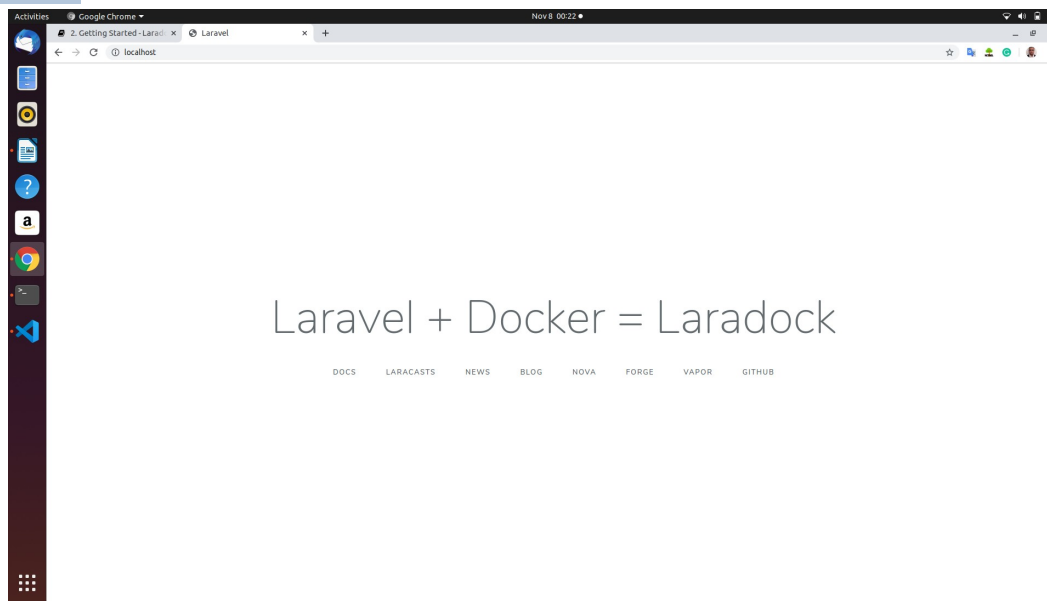 Activities Google Chrome Nov 8 00:22
2. Getting Started - Larad Laravel
localhost
a
Laravel + Docker = Laradock
DOCS LARACASTS NEWS BLOG NOVA FORGE VAPOR GITHUB